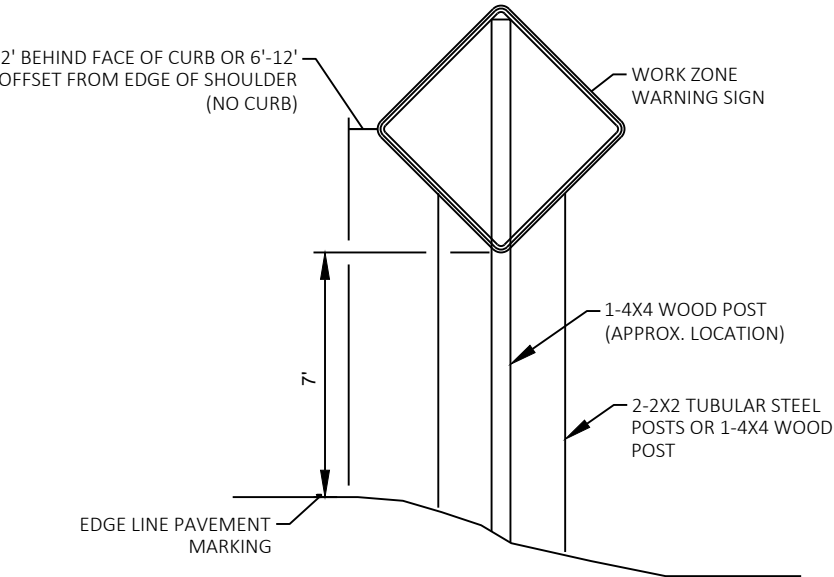 2' BEHIND FACE OF CURB OR 6'-12'
OFFSET FROM EDGE OF SHOULDER
(NO CURB)
WORK ZONE
WARNING SIGN
1-4X4 WOOD POST
(APPROX. LOCATION)
7'
2-2X2 TUBULAR STEEL
POSTS OR 1-4X4 WOOD
POST
EDGE LINE PAVEMENT
MARKING